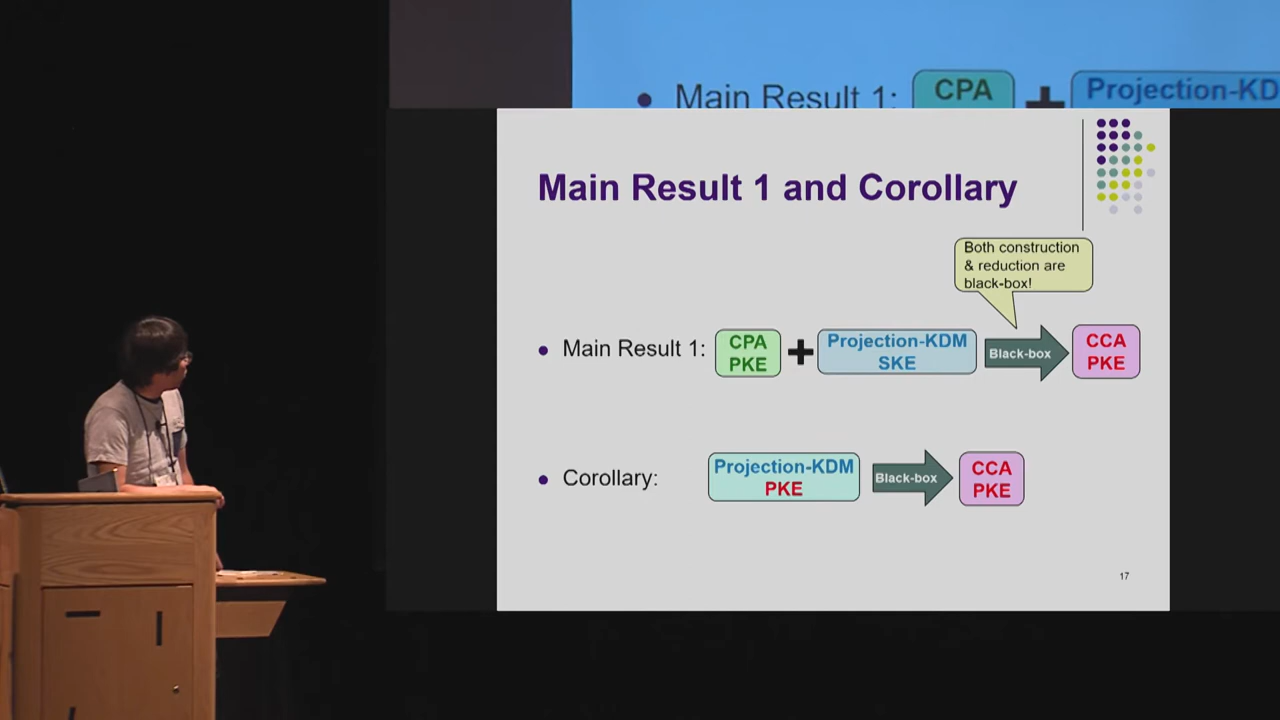 • Main Result 1: CPA + Projection-KD
Main Result 1 and Corollary
Both construction
& reduction are
black-box!
• Main Result 1: CPA PKE + Projection-KDM SKE Black-box CCA PKE
• Corollary: Projection-KDM PKE Black-box CCA PKE
17